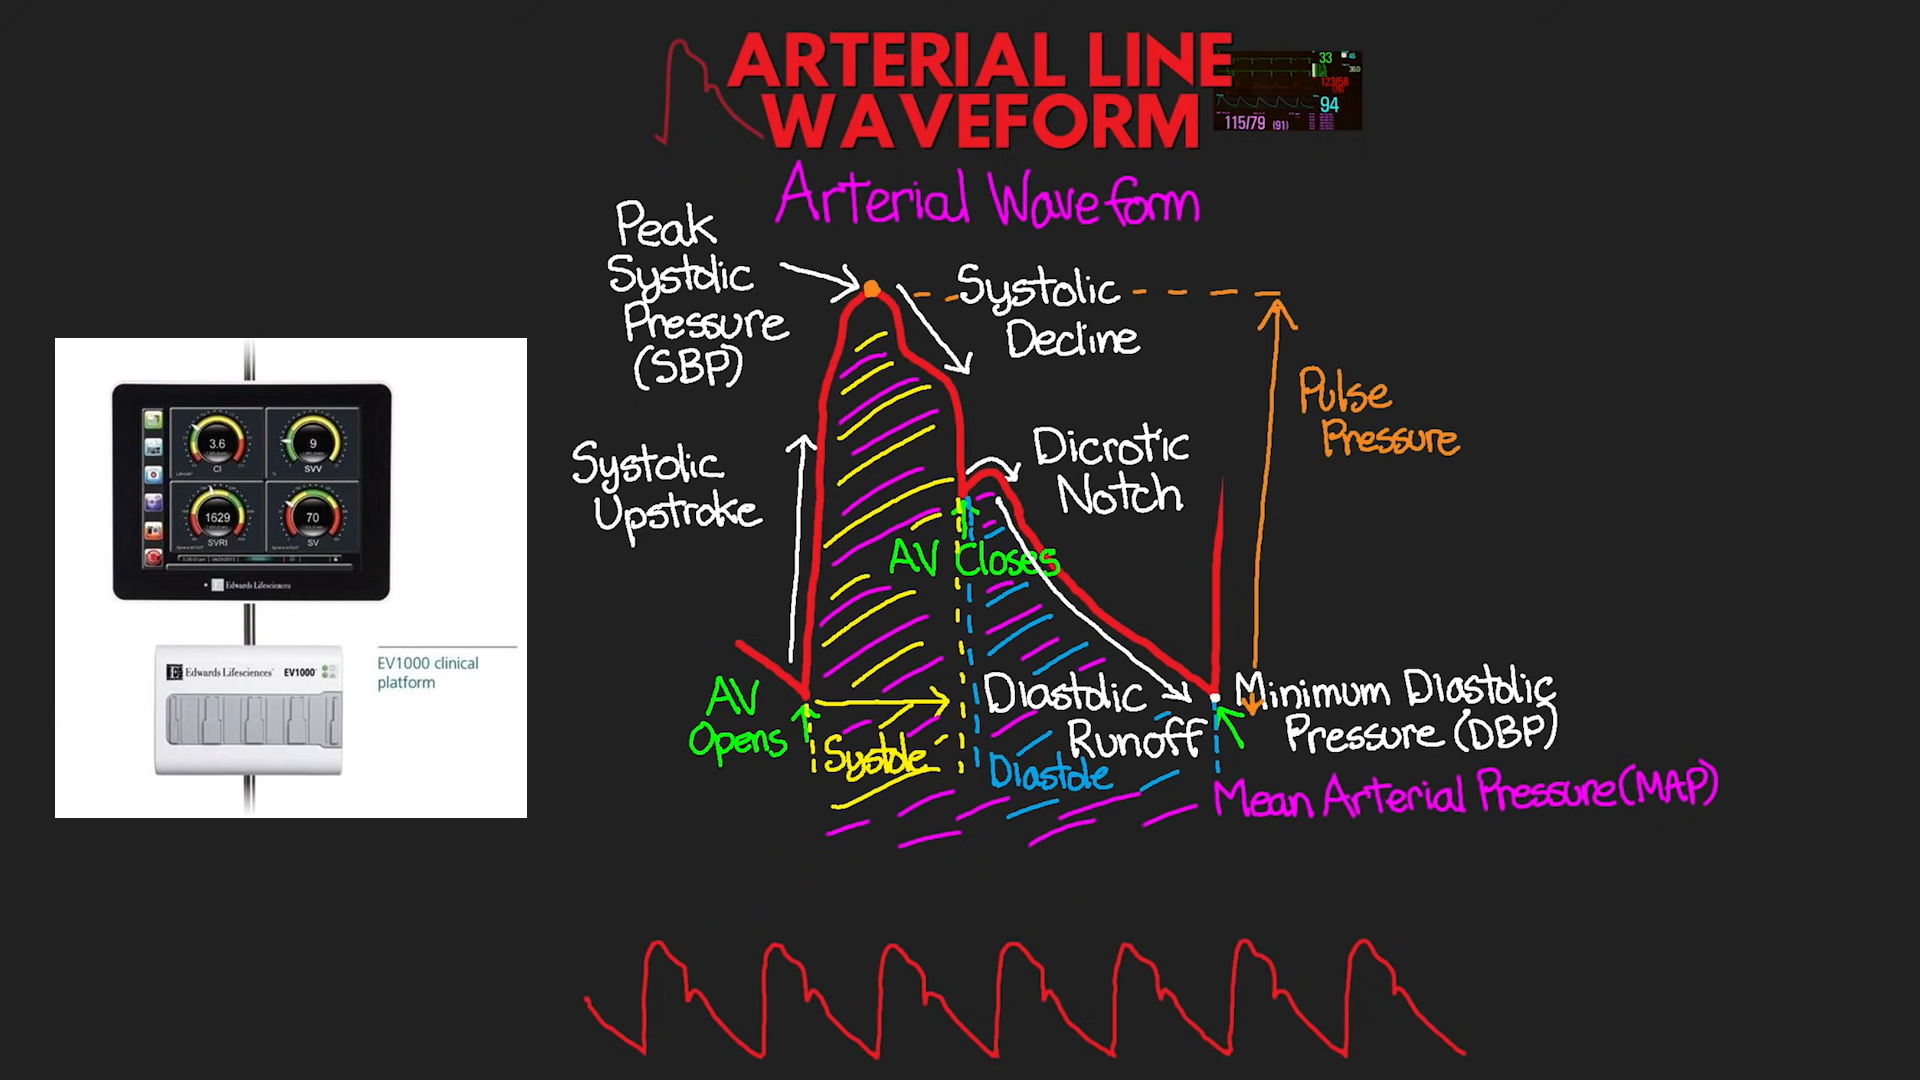 ARTERIAL LINE
WAVEFORM
33
123/58
94
115/79 (91)
Arterial Waveform
Peak
Systolic
Pressure
(SBP)
Systolic
Decline
Pulse
Pressure
Systolic
Upstroke
Dicrotic
Notch
AV Closes
AV
Opens
Systole
Diastolic
Runoff
Diastole
Minimum Diastolic
Pressure (DBP)
Mean Arterial Pressure (MAP)
3.6
CI
9
SVV
1629
SVRI
70
SV
Edwards Lifesciences
Edwards Lifesciences EV1000
EV1000 clinical
platform